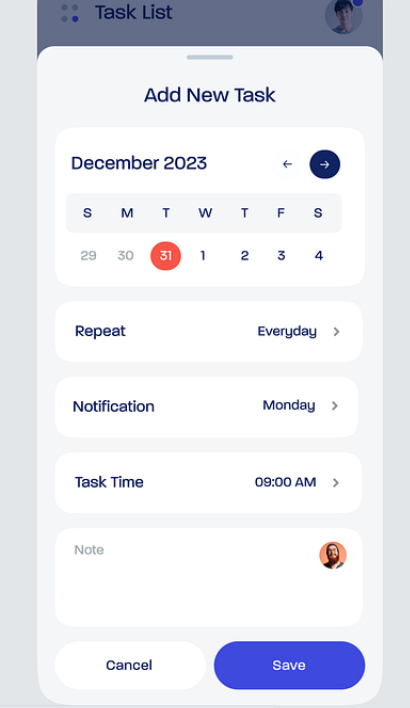 Task List
Add New Task
December 2023
S M T W T F S
29 30 31 1 2 3 4
Repeat Everyday
Notification Monday
Task Time 09:00 AM
Note
Cancel Save